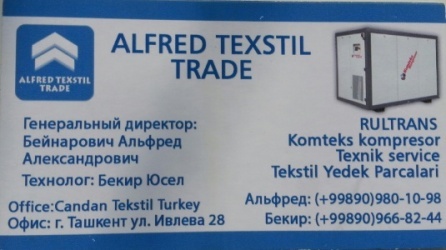 ALFRED TEXSTIL
TRADE
ALFRED TEXSTIL
TRADE
Генеральный директор:
Бейнарович Альфред
Александрович
Технолог: Бекир Юсел
Office:Candan Tekstil Turkey
Офис: г. Ташкент ул. Ивлева 28
RULTRANS
Komteks kompresor
Texnik service
Tekstil Yedek Parcalari
Альфред: (+99890)980-10-98
Бекир: (+99890)966-82-44